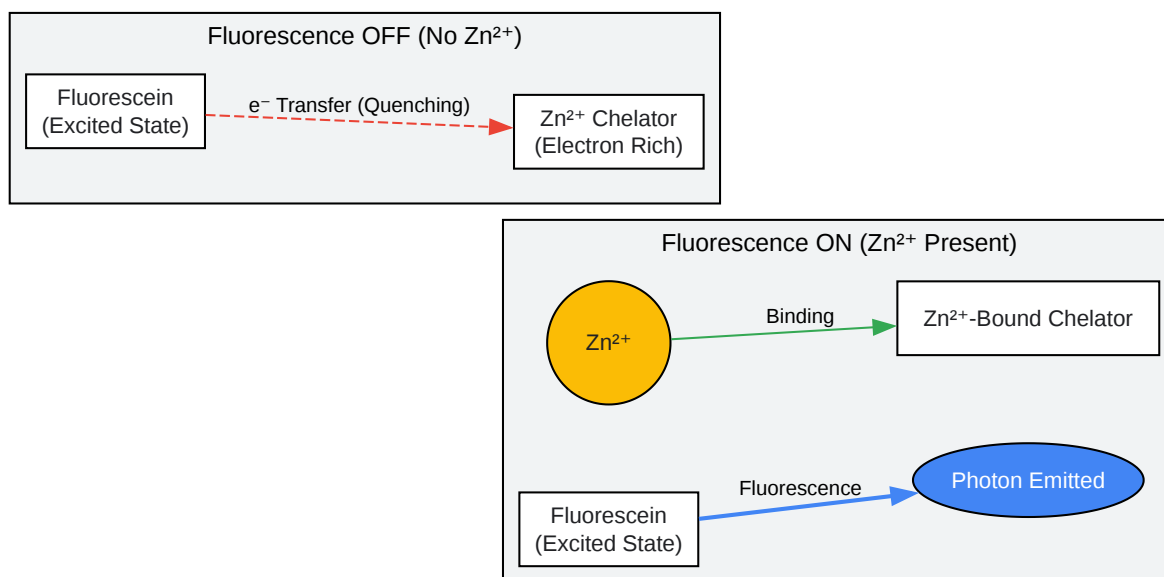 Fluorescence OFF (No Zn²⁺)
Fluorescein
(Excited State)
e⁻ Transfer (Quenching)
Zn²⁺ Chelator
(Electron Rich)
Fluorescence ON (Zn²⁺ Present)
Zn²⁺
Binding
Zn²⁺-Bound Chelator
Fluorescein
(Excited State)
Fluorescence
Photon Emitted